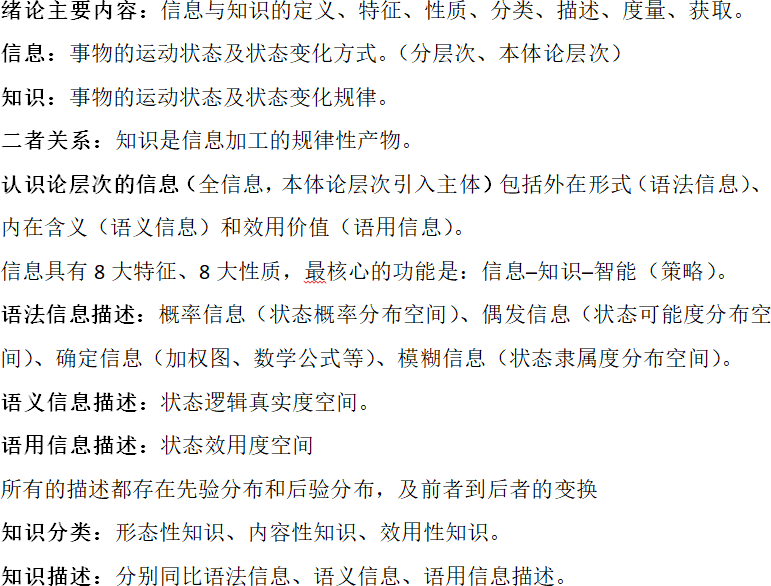 绪论主要内容：信息与知识的定义、特征、性质、分类、描述、度量、获取。
信息：事物的运动状态及状态变化方式。（分层次、本体论层次）
知识：事物的运动状态及状态变化规律。
二者关系：知识是信息加工的规律性产物。
认识论层次的信息（全信息，本体论层次引入主体）包括外在形式（语法信息）、
内在含义（语义信息）和效用价值（语用信息）。
信息具有 8 大特征、8 大性质，最核心的功能是：信息–知识–智能（策略）。
语法信息描述：概率信息（状态概率分布空间）、偶发信息（状态可能度分布空
间）、确定信息（加权图、数学公式等）、模糊信息（状态隶属度分布空间）。
语义信息描述：状态逻辑真实度空间。
语用信息描述：状态效用度空间
所有的描述都存在先验分布和后验分布，及前者到后者的变换
知识分类：形态性知识、内容性知识、效用性知识。
知识描述：分别同比语法信息、语义信息、语用信息描述。